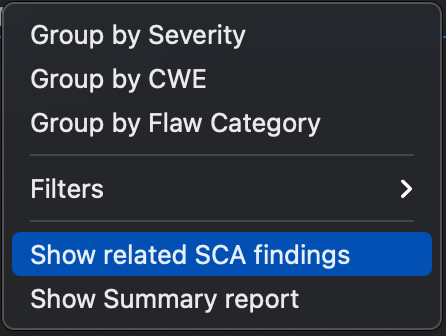 Group by Severity
Group by CWE
Group by Flaw Category
Filters
Show related SCA findings
Show Summary report